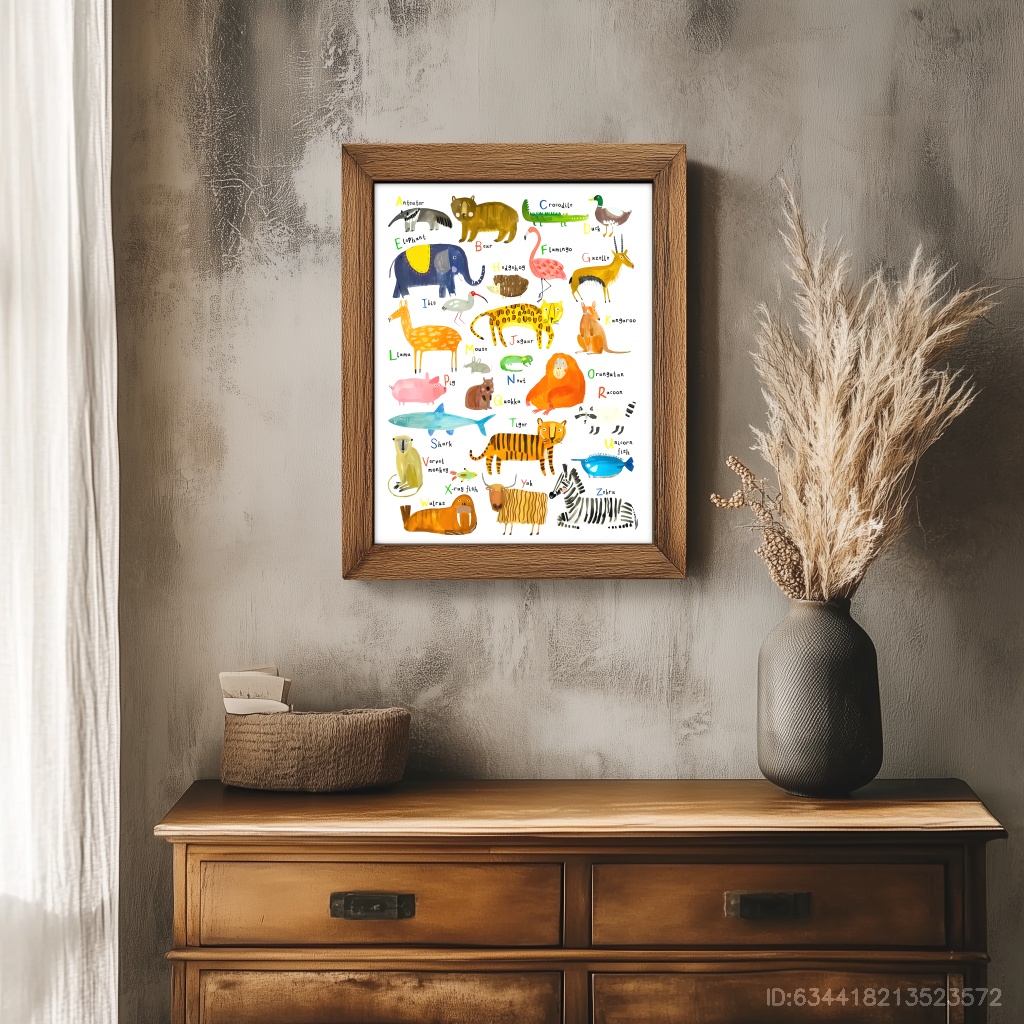 Anteater
Crocodile
Duck
Elephant
Bear
Flamingo
Gazelle
Hedgehog
Ibis
Kangaroo
Jaguar
Llama
Mouse
Pig
Newt
Orangutan
Quokka
Racoon
Shark
Tiger
Unicorn
fish
Vervet
monkey
X-ray fish
Yak
Zebra
Walrus
ID:634418213523572